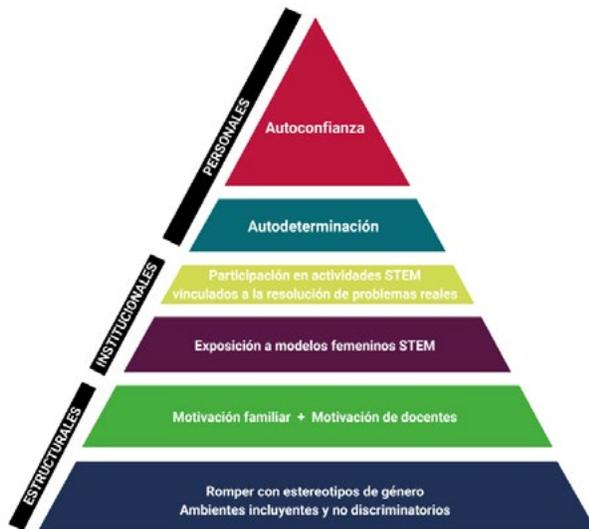 PERSONALES
Autoconfianza
Autodeterminación
INSTITUCIONALES
Participación en actividades STEM
vinculados a la resolución de problemas reales
Exposición a modelos femeninos STEM
ESTRUCTURALES
Motivación familiar + Motivación de docentes
Romper con estereotipos de género
Ambientes incluyentes y no discriminatorios